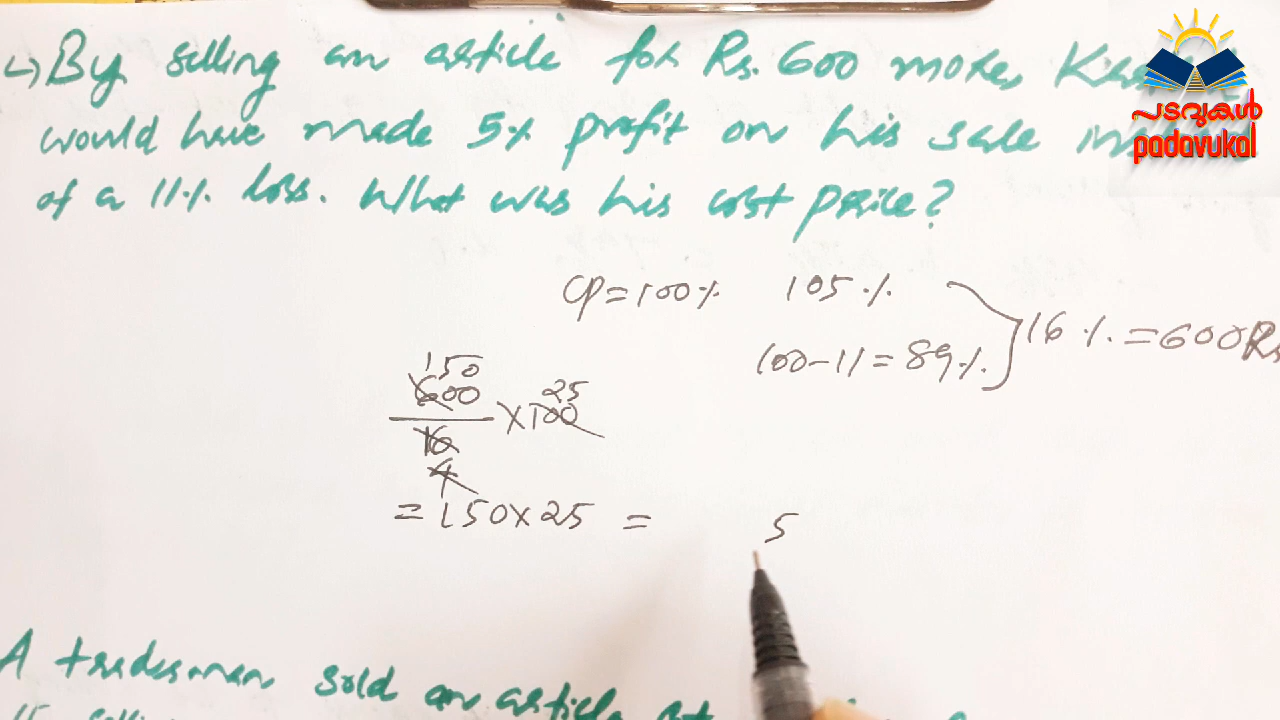 ↳ By selling an article for Rs. 600 more,
would have made 5% profit on his sale
of a 11% loss. What was his cost price?
പടവുകൾ
padavukal
CP=100% 105%
100-11=89%
16% =600Rs
150
600 25
×100
16
4
=150×25 = 5
A tradesman sold an article at